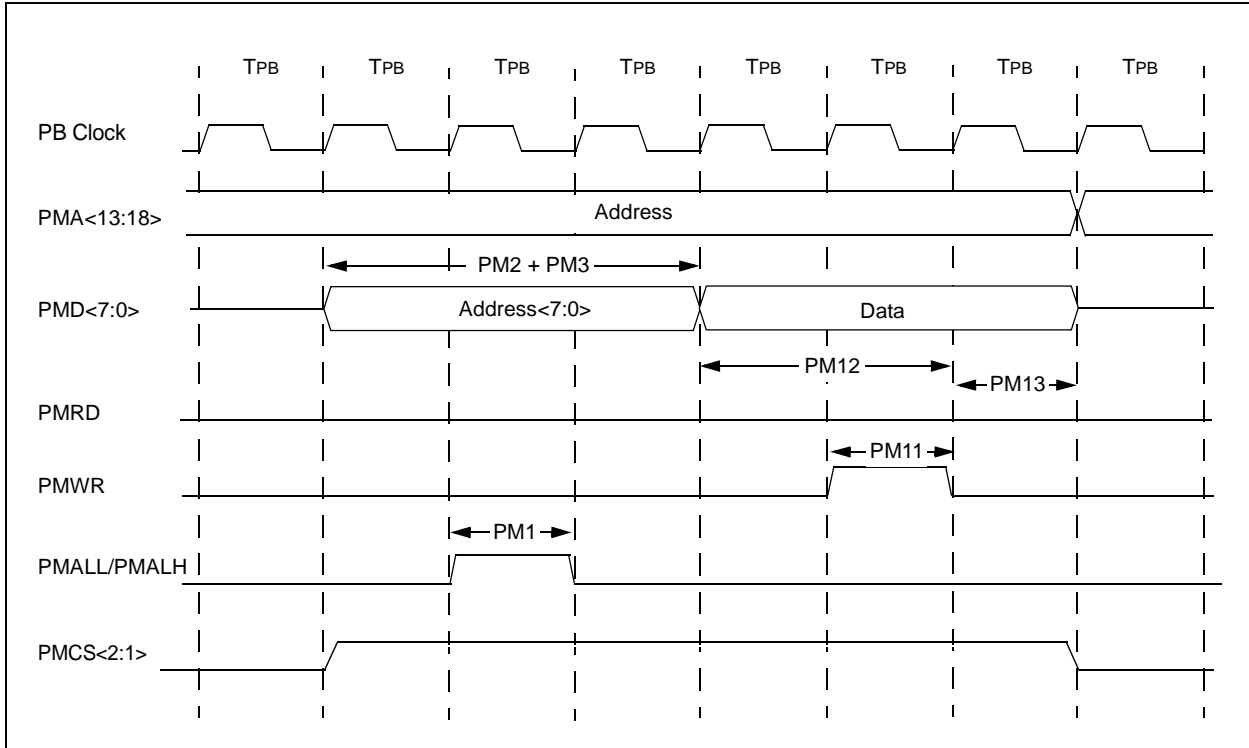 TPB TPB TPB TPB TPB TPB TPB TPB
PB Clock
PMA<13:18>
Address
PM2 + PM3
PMD<7:0>
Address<7:0>
Data
PM12
PM13
PMRD
PM11
PMWR
PM1
PMALL/PMALH
PMCS<2:1>